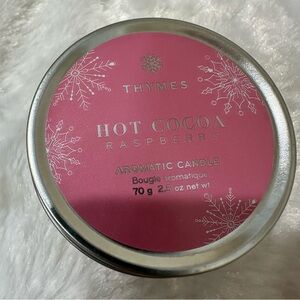 THYMES
HOT COCOA
RASPBERRY
AROMATIC CANDLE
Bougie aromatique
70 g 2.5 oz net wt